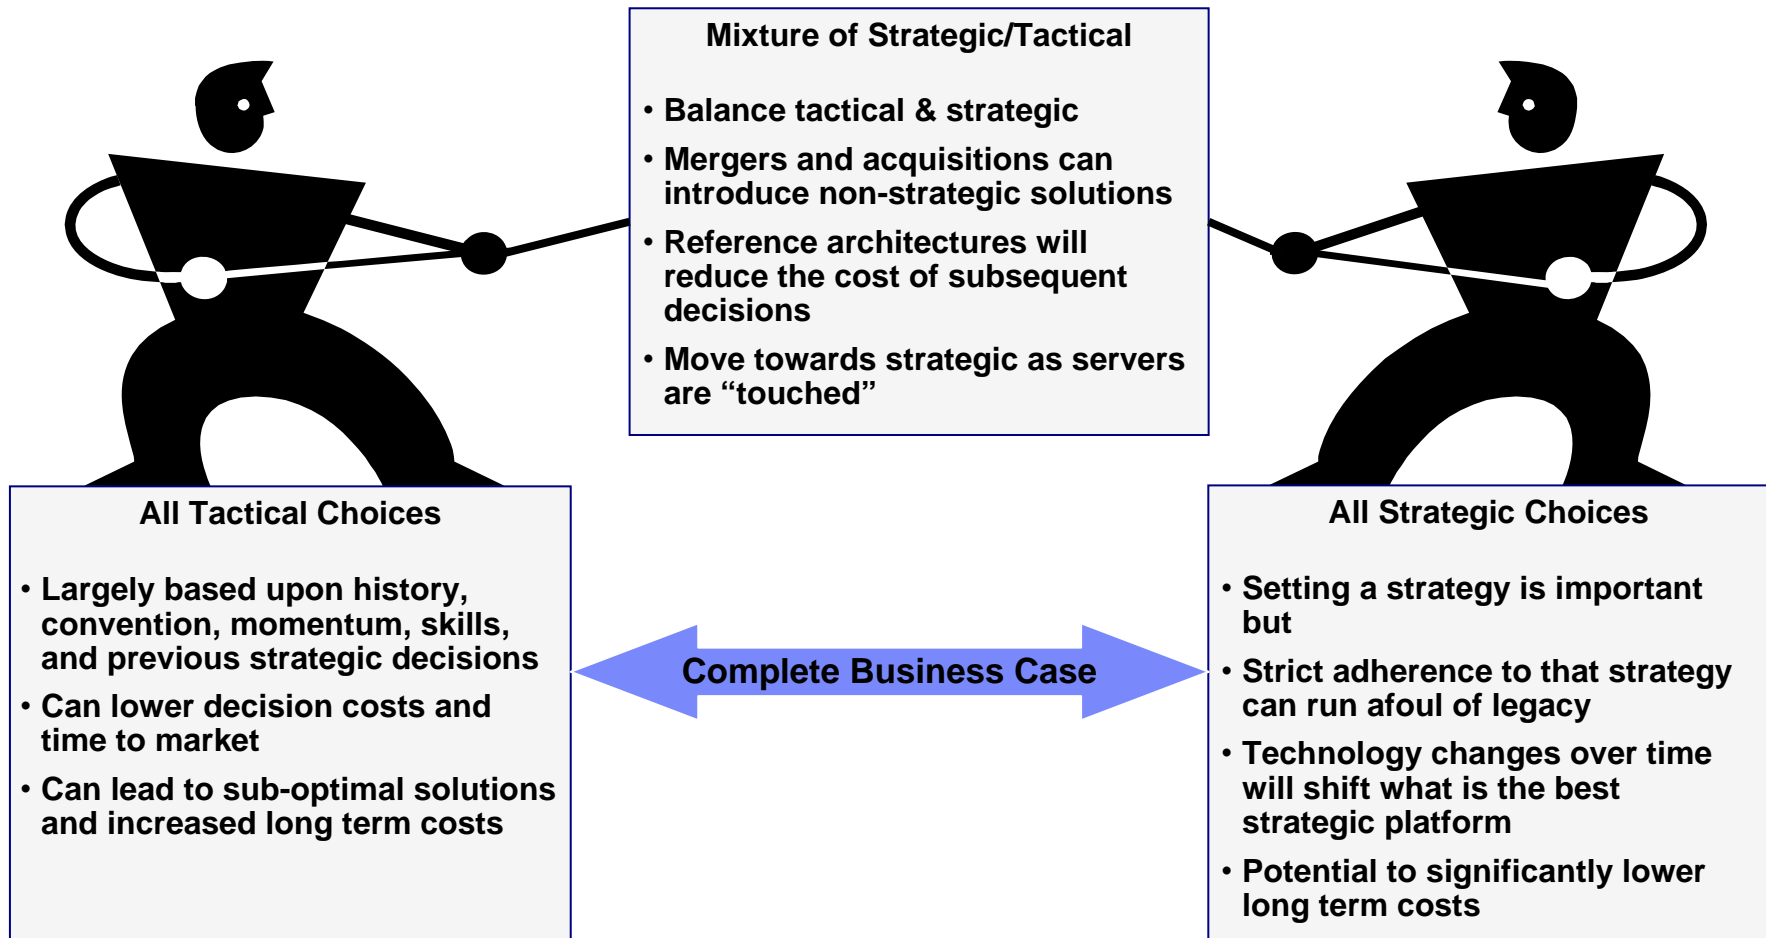 Mixture of Strategic/Tactical
• Balance tactical & strategic
• Mergers and acquisitions can
introduce non-strategic solutions
• Reference architectures will
reduce the cost of subsequent
decisions
• Move towards strategic as servers
are “touched”
All Tactical Choices
• Largely based upon history,
convention, momentum, skills,
and previous strategic decisions
• Can lower decision costs and
time to market
• Can lead to sub-optimal solutions
and increased long term costs
Complete Business Case
All Strategic Choices
• Setting a strategy is important
but
• Strict adherence to that strategy
can run afoul of legacy
• Technology changes over time
will shift what is the best
strategic platform
• Potential to significantly lower
long term costs